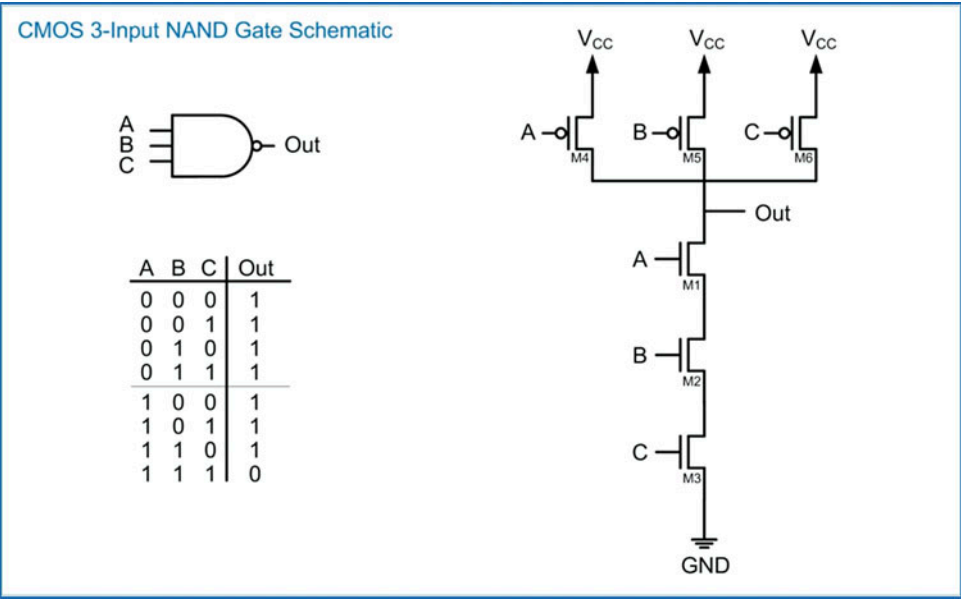 CMOS 3-Input NAND Gate Schematic
A
B
C
Out
A B C Out
0 0 0 1
0 0 1 1
0 1 0 1
0 1 1 1
1 0 0 1
1 0 1 1
1 1 0 1
1 1 1 0
VCC VCC VCC
A B C
M4 M5 M6
Out
A
M1
B
M2
C
M3
GND